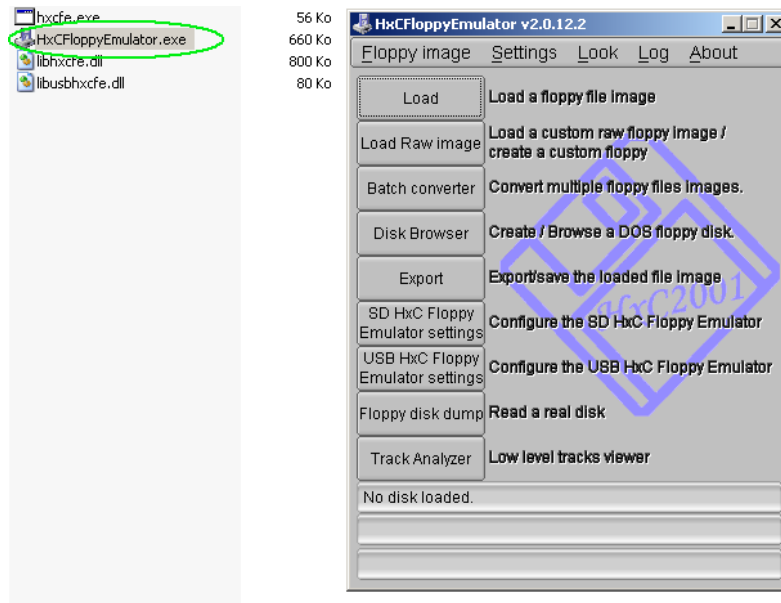 hxcfe.exe 56 Ko
HxCFloppyEmulator.exe 660 Ko
libhxcfe.dll 800 Ko
libusbhxcfe.dll 80 Ko
HxCFloppyEmulator v2.0.12.2
Floppy image Settings Look Log About
Load
Load a floppy file image
Load Raw image
Load a custom raw floppy image /
create a custom floppy
Batch converter
Convert multiple floppy files images.
Disk Browser
Create / Browse a DOS floppy disk.
Export
Export/save the loaded file image
SD HxC Floppy
Emulator settings
Configure the SD HxC Floppy Emulator
USB HxC Floppy
Emulator settings
Configure the USB HxC Floppy Emulator
Floppy disk dump
Read a real disk
Track Analyzer
Low level tracks viewer
HxC2001
No disk loaded.